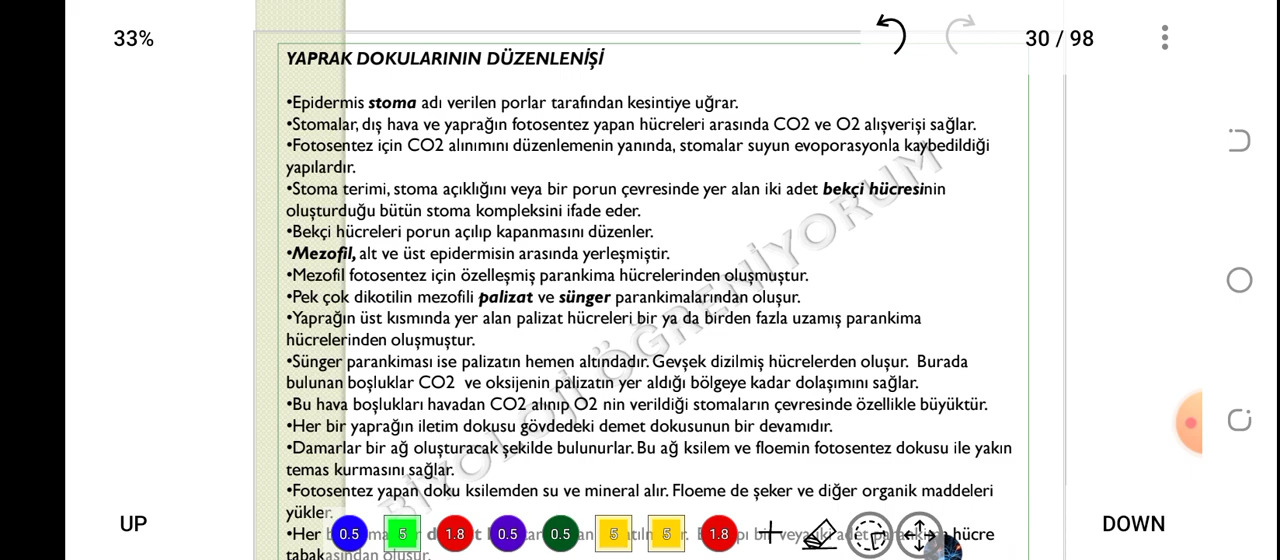 33%
30 / 98
YAPRAK DOKULARININ DÜZENLENİŞİ
•Epidermis stoma adı verilen porlar tarafından kesintiye uğrar.
•Stomalar, dış hava ve yaprağın fotosentez yapan hücreleri arasında CO2 ve O2 alışverişi sağlar.
•Fotosentez için CO2 alınımını düzenlemenin yanında, stomalar suyun evoporasyonla kaybedildiği
yapılardır.
•Stoma terimi, stoma açıklığını veya bir porun çevresinde yer alan iki adet bekçi hücresinin
oluşturduğu bütün stoma kompleksini ifade eder.
•Bekçi hücreleri porun açılıp kapanmasını düzenler.
•Mezofil, alt ve üst epidermisin arasında yerleşmiştir.
•Mezofil fotosentez için özelleşmiş parankima hücrelerinden oluşmuştur.
•Pek çok dikotilin mezofili palizat ve sünger parankimalarından oluşur.
•Yaprağın üst kısmında yer alan palizat hücreleri bir ya da birden fazla uzamış parankima
hücrelerinden oluşmuştur.
•Sünger parankiması ise palizatın hemen altındadır. Gevşek dizilmiş hücrelerden oluşur. Burada
bulunan boşluklar CO2 ve oksijenin palizatın yer aldığı bölgeye kadar dolaşımını sağlar.
•Bu hava boşlukları havadan CO2 alınıp O2 nin verildiği stomaların çevresinde özellikle büyüktür.
•Her bir yaprağın iletim dokusu gövdedeki demet dokusunun bir devamıdır.
•Damarlar bir ağ oluşturacak şekilde bulunurlar. Bu ağ ksilem ve floemin fotosentez dokusu ile yakın
temas kurmasını sağlar.
•Fotosentez yapan doku ksilemden su ve mineral alır. Floeme de şeker ve diğer organik maddeleri
yükler.
•Her bir veya iki adet hücre
tabakasından oluşur.
BİYOLOJİ ÖĞRENİYORUM
UP
0.5 5 1.8 0.5 0.5 5 5 1.8
DOWN